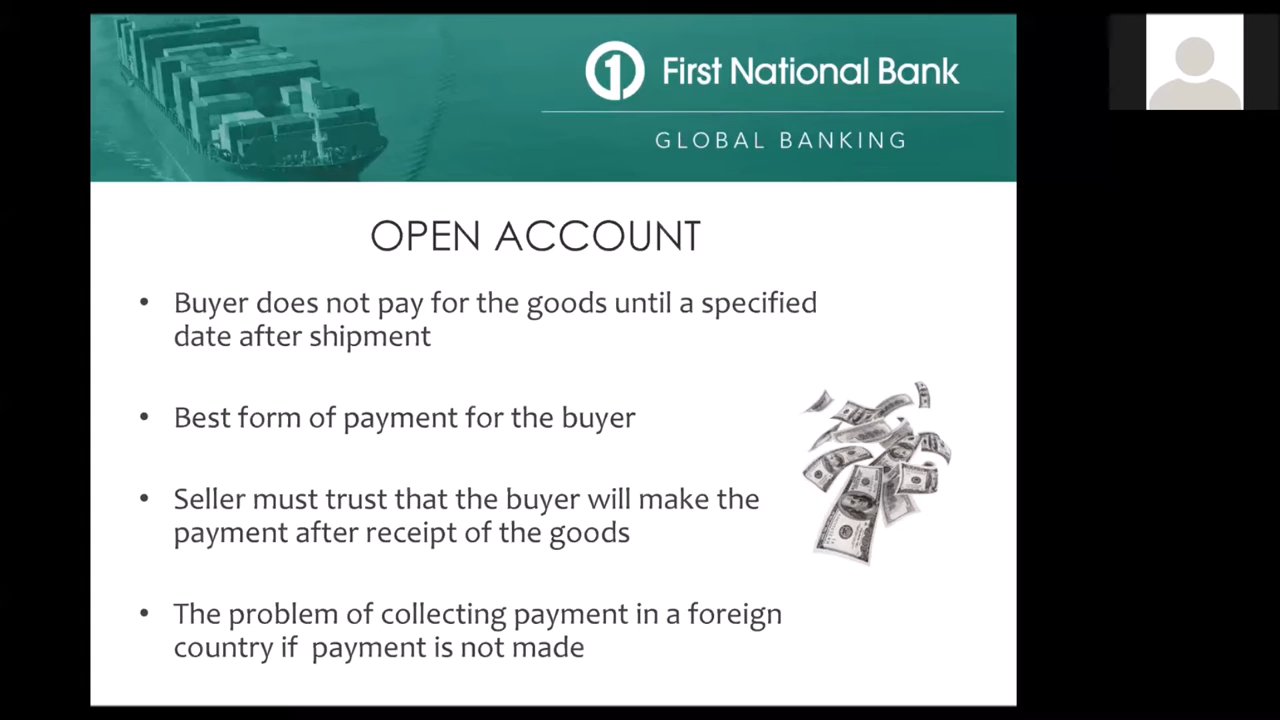 1 First National Bank
GLOBAL BANKING
OPEN ACCOUNT
• Buyer does not pay for the goods until a specified
date after shipment
• Best form of payment for the buyer
• Seller must trust that the buyer will make the
payment after receipt of the goods
• The problem of collecting payment in a foreign
country if  payment is not made